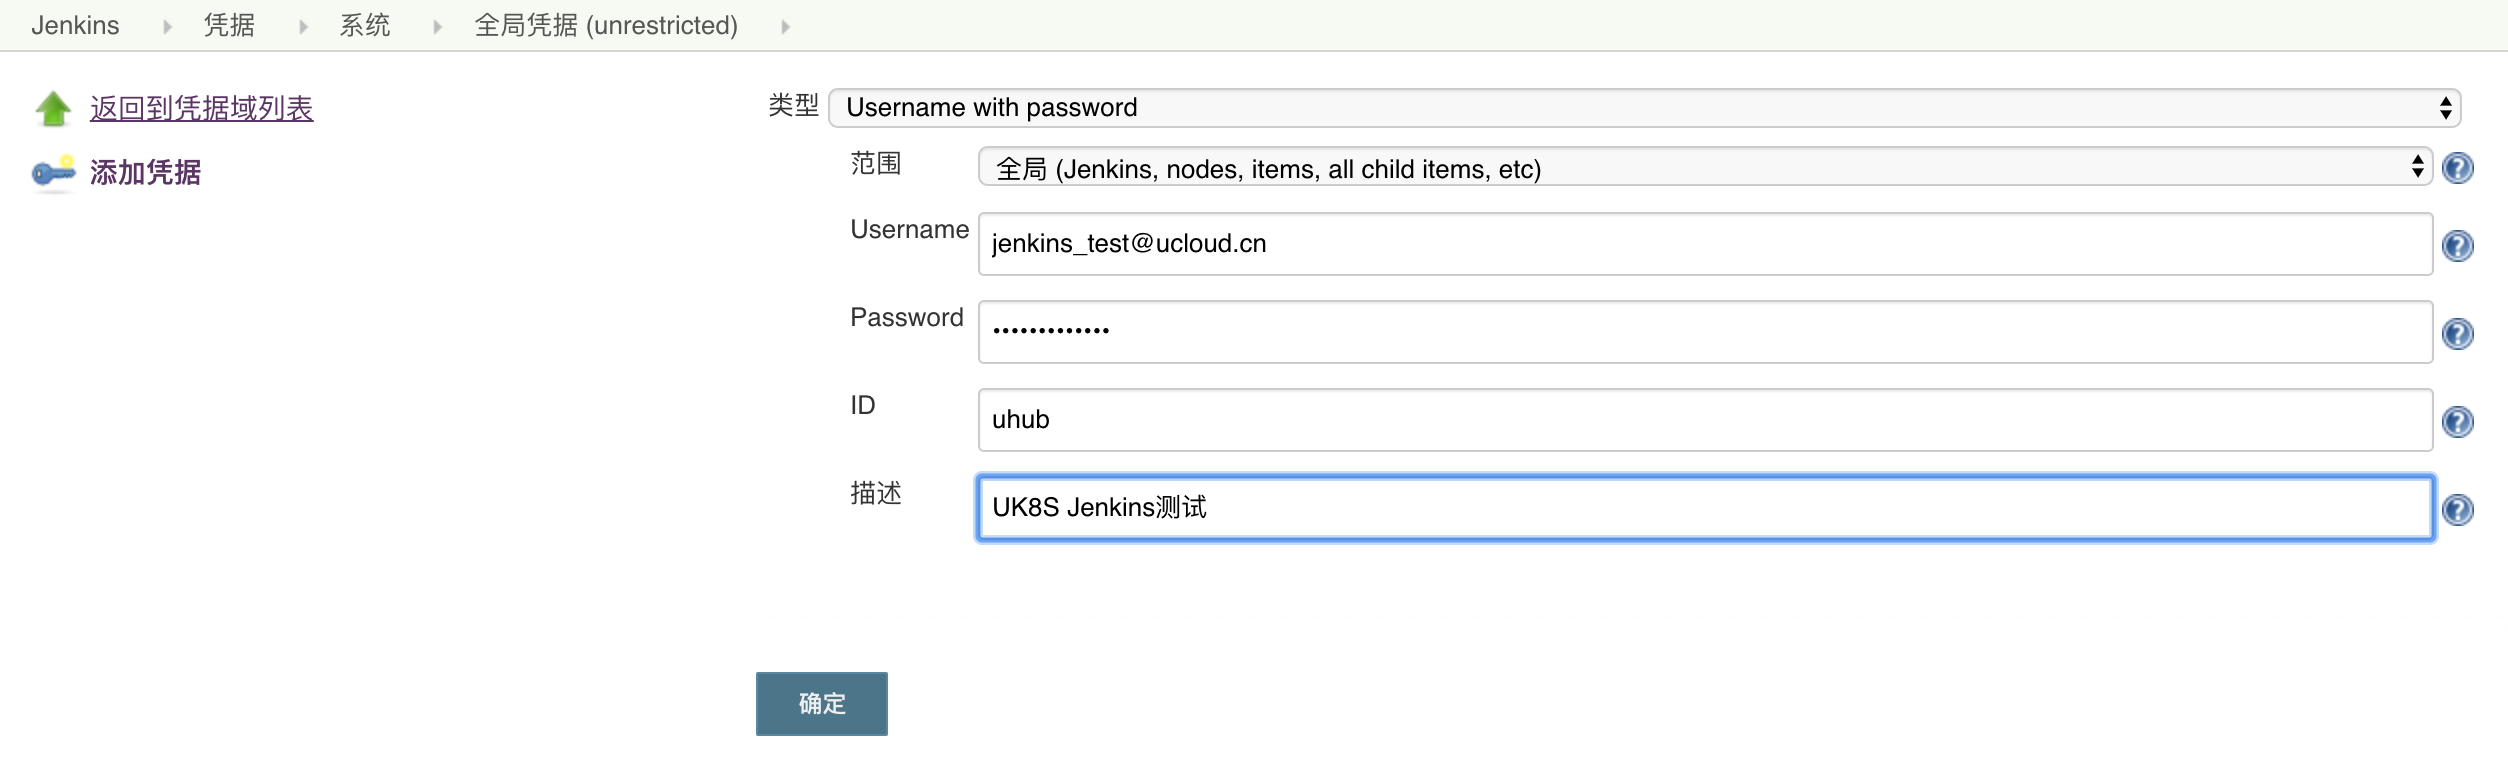 Jenkins 凭据 系统 全局凭据 (unrestricted)
返回到凭据域列表
添加凭据
类型 Username with password
范围 全局 (Jenkins, nodes, items, all child items, etc)
Username jenkins_test@ucloud.cn
Password •••••••••••••
ID uhub
描述 UK8S Jenkins测试
确定